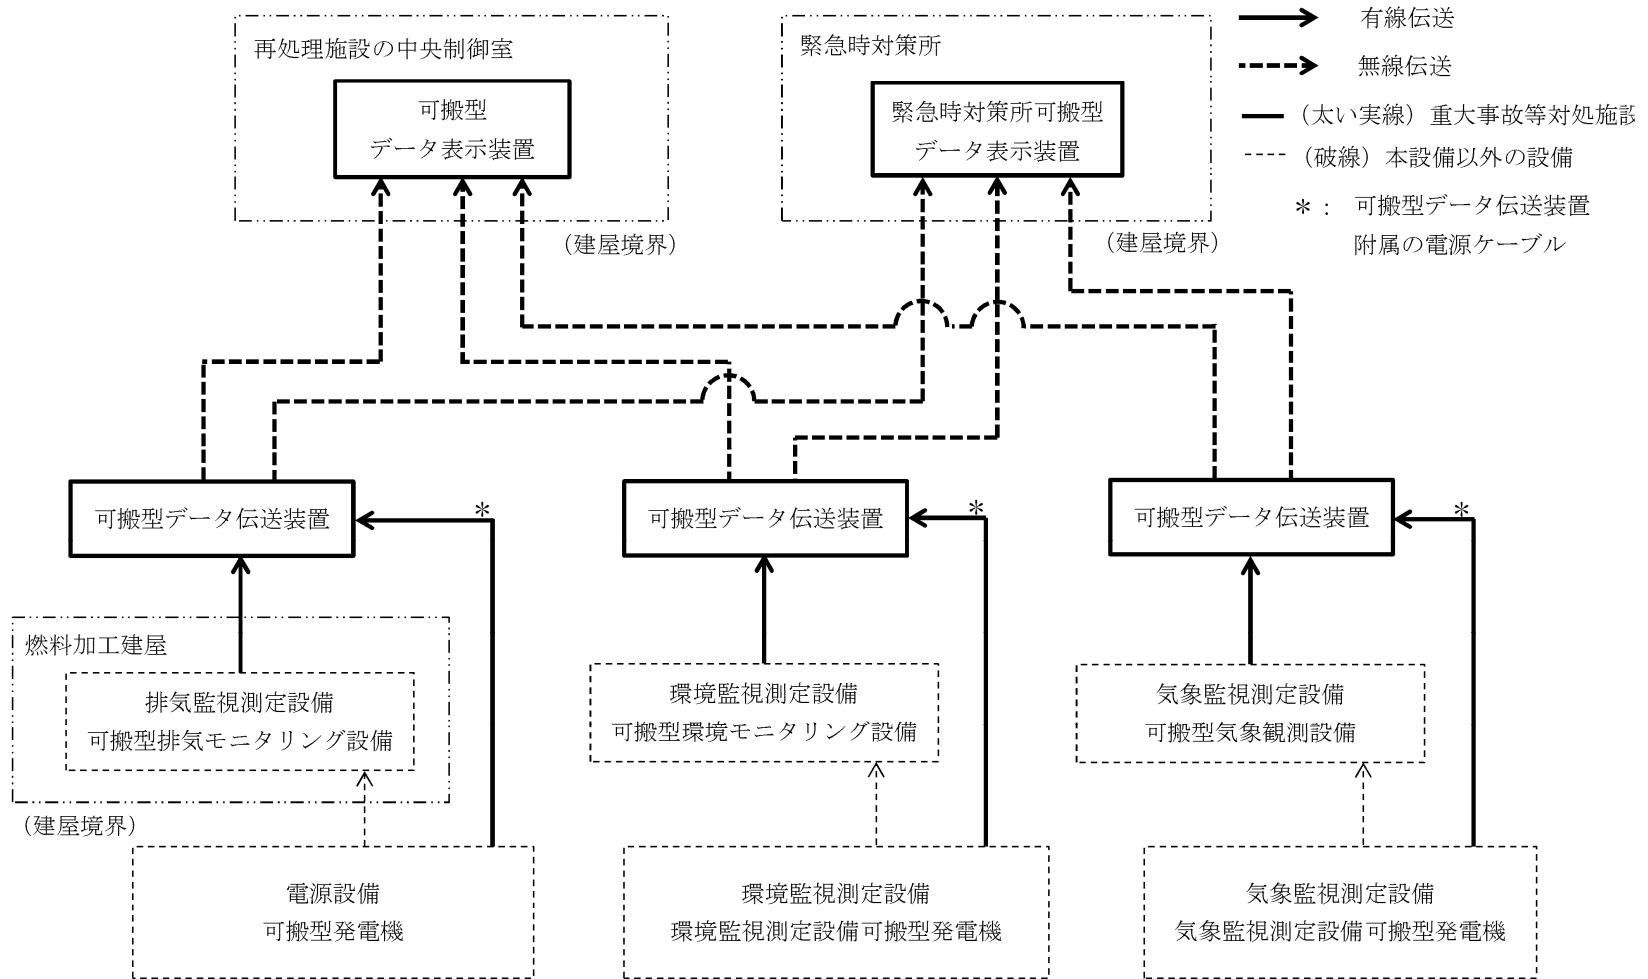 再処理施設の中央制御室
可搬型
データ表示装置
(建屋境界)
緊急時対策所
緊急時対策所可搬型
データ表示装置
(建屋境界)
有線伝送
無線伝送
(太い実線)重大事故等対処施設
(破線)本設備以外の設備
＊： 可搬型データ伝送装置
附属の電源ケーブル
可搬型データ伝送装置
＊
可搬型データ伝送装置
＊
可搬型データ伝送装置
＊
燃料加工建屋
排気監視測定設備
可搬型排気モニタリング設備
(建屋境界)
環境監視測定設備
可搬型環境モニタリング設備
気象監視測定設備
可搬型気象観測設備
電源設備
可搬型発電機
環境監視測定設備
環境監視測定設備可搬型発電機
気象監視測定設備
気象監視測定設備可搬型発電機